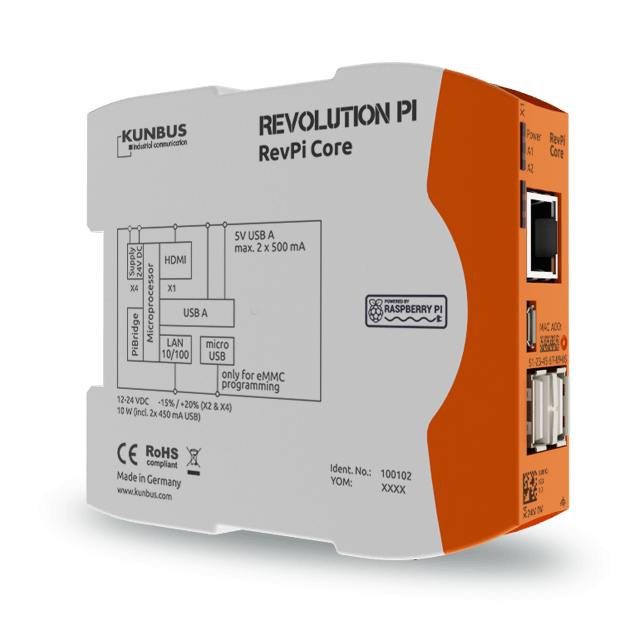 KUNBUS
industrial communication
REVOLUTION PI
RevPi Core
5V USB A
max. 2 x 500 mA
Supply
24V DC
HDMI
X4
X1
Microprocessor
PiBridge
USB A
LAN
10/100
micro
USB
only for eMMC
programming
12-24 VDC -15% / +20% (X2 & X4)
10 W (incl. 2x 450 mA USB)
CE RoHS
compliant
Made in Germany
www.kunbus.com
POWERED BY
RASPBERRY PI
Ident. No.: 100102
YOM: XXXX
Power
X1
X2
RevPi
Core
MAC ADD: